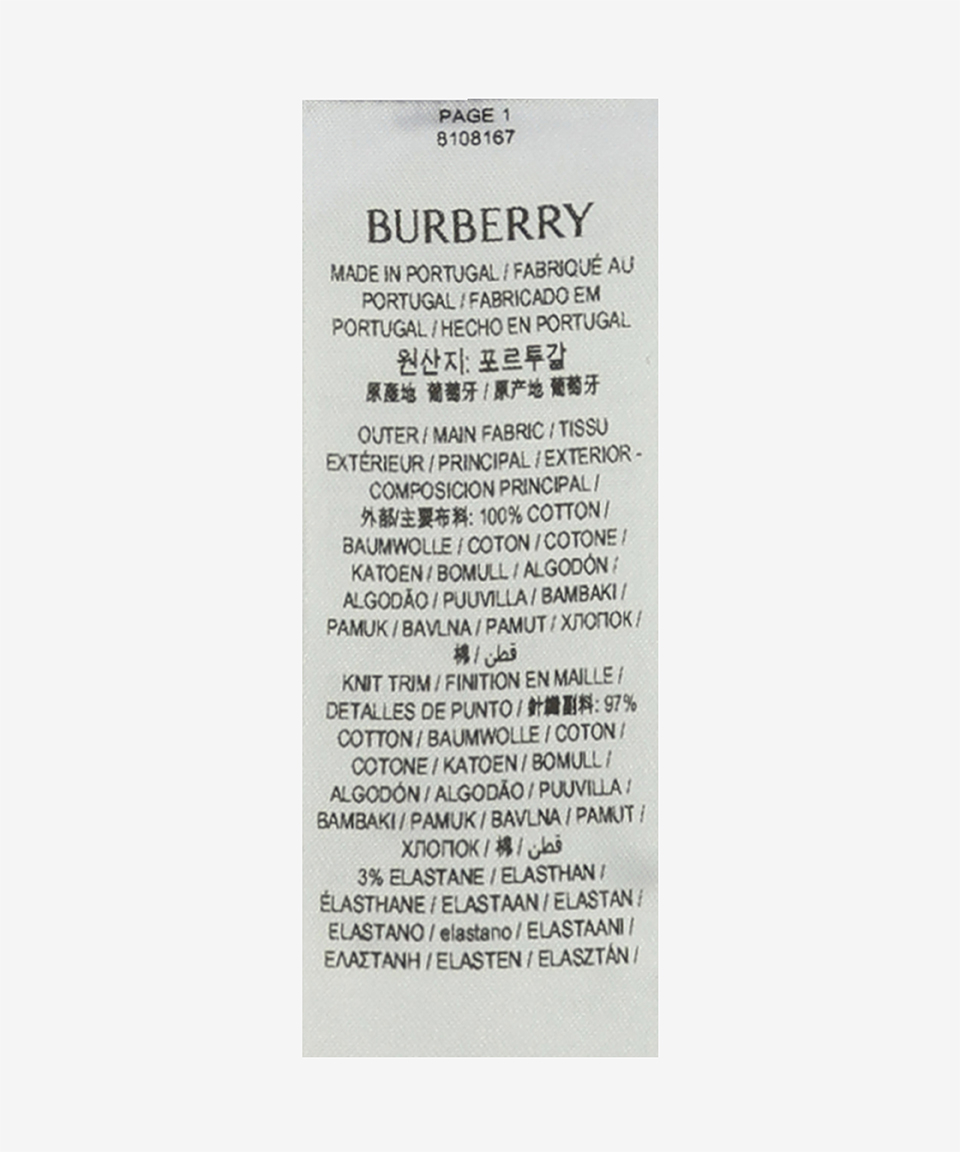 PAGE 1
8108167
BURBERRY
MADE IN PORTUGAL / FABRIQUÉ AU
PORTUGAL / FABRICADO EM
PORTUGAL / HECHO EN PORTUGAL
원산지: 포르투갈
原產地 葡萄牙 / 原产地 葡萄牙
OUTER / MAIN FABRIC / TISSU
EXTÉRIEUR / PRINCIPAL / EXTERIOR -
COMPOSICION PRINCIPAL /
外部/主要布料: 100% COTTON /
BAUMWOLLE / COTON / COTONE /
KATOEN / BOMULL / ALGODÓN /
ALGODÃO / PUUVILLA / BAMBAKI /
PAMUK / BAVLNA / PAMUT / ХЛОПОК /
棉 / قطن
KNIT TRIM / FINITION EN MAILLE /
DETALLES DE PUNTO / 針織副料: 97%
COTTON / BAUMWOLLE / COTON /
COTONE / KATOEN / BOMULL /
ALGODÓN / ALGODÃO / PUUVILLA /
BAMBAKI / PAMUK / BAVLNA / PAMUT /
ХЛОПОК / 棉 / قطن
3% ELASTANE / ELASTHAN /
ÉLASTHANE / ELASTAAN / ELASTAN /
ELASTANO / elastano / ELASTAANI /
ΕΛΑΣΤΑΝΗ / ELASTEN / ELASZTÁN /